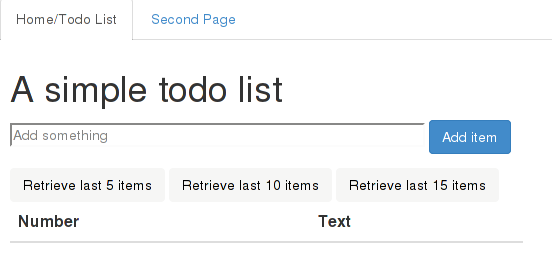 Home/Todo List Second Page
A simple todo list
Add something Add item
Retrieve last 5 items Retrieve last 10 items Retrieve last 15 items
Number Text